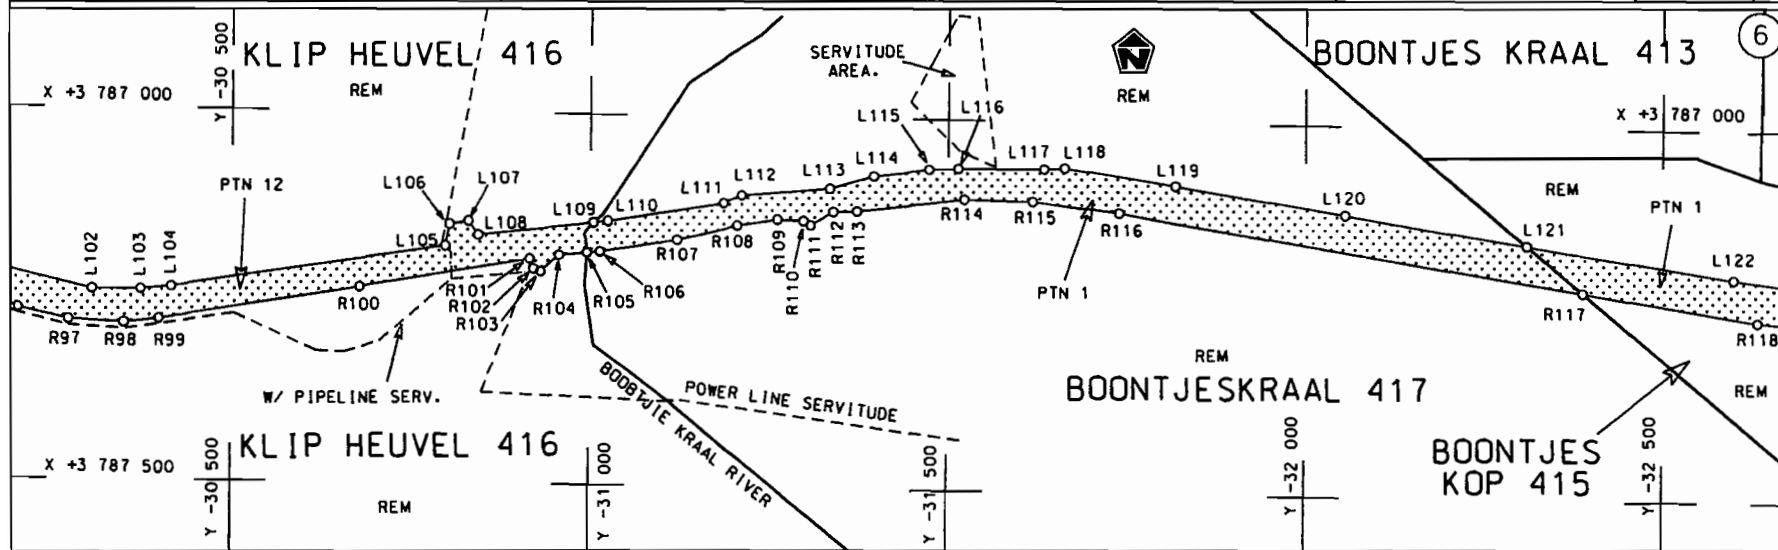 KLIP HEUVEL 416
REM
X +3 787 000
Y -30 500
SERVITUDE
AREA.
N
REM
BOONTJES KRAAL 413
6
X +3 787 000
REM
PTN 12
L102
L103
L104
L105
L106
L107
L108
L109
L110
L111
L112
L113
L114
L115
L116
L117
L118
L119
L120
L121
L122
PTN 1
PTN 1
R97
R98
R99
R100
R101
R102
R103
R104
R105
R106
R107
R108
R109
R110
R111
R112
R113
R114
R115
R116
R117
R118
W/ PIPELINE SERV.
BOOBTJIE KRAAL RIVER
POWER LINE SERVITUDE
REM
BOONTJESKRAAL 417
REM
X +3 787 500
Y -30 500
KLIP HEUVEL 416
REM
Y -31 000
Y -31 500
Y -32 000
BOONTJES
KOP 415
Y -32 500